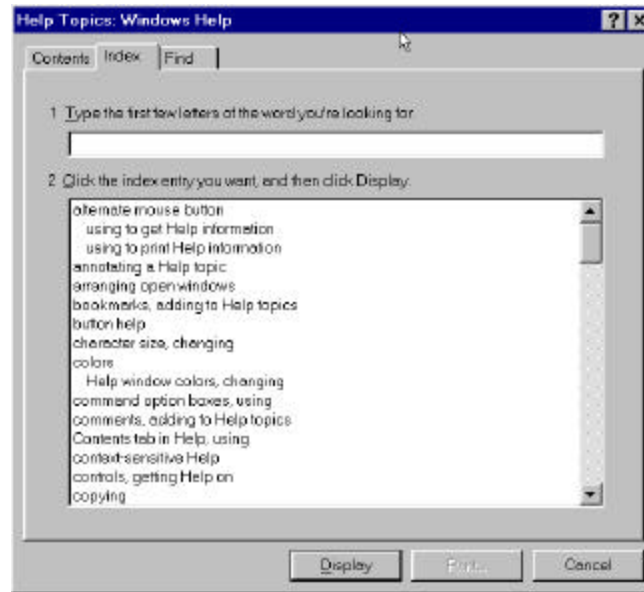 Help Topics: Windows Help
Contents Index Find
1 Type the first few letters of the word you're looking for.
2 Click the index entry you want, and then click Display.
alternate mouse button
using to get Help information
using to print Help information
annotating a Help topic
arranging open windows
bookmarks, adding to Help topics
button help
character size, changing
colors
Help window colors, changing
command option boxes, using
comments, adding to Help topics
Contents tab in Help, using
context-sensitive Help
controls, getting Help on
copying
Display Print... Cancel